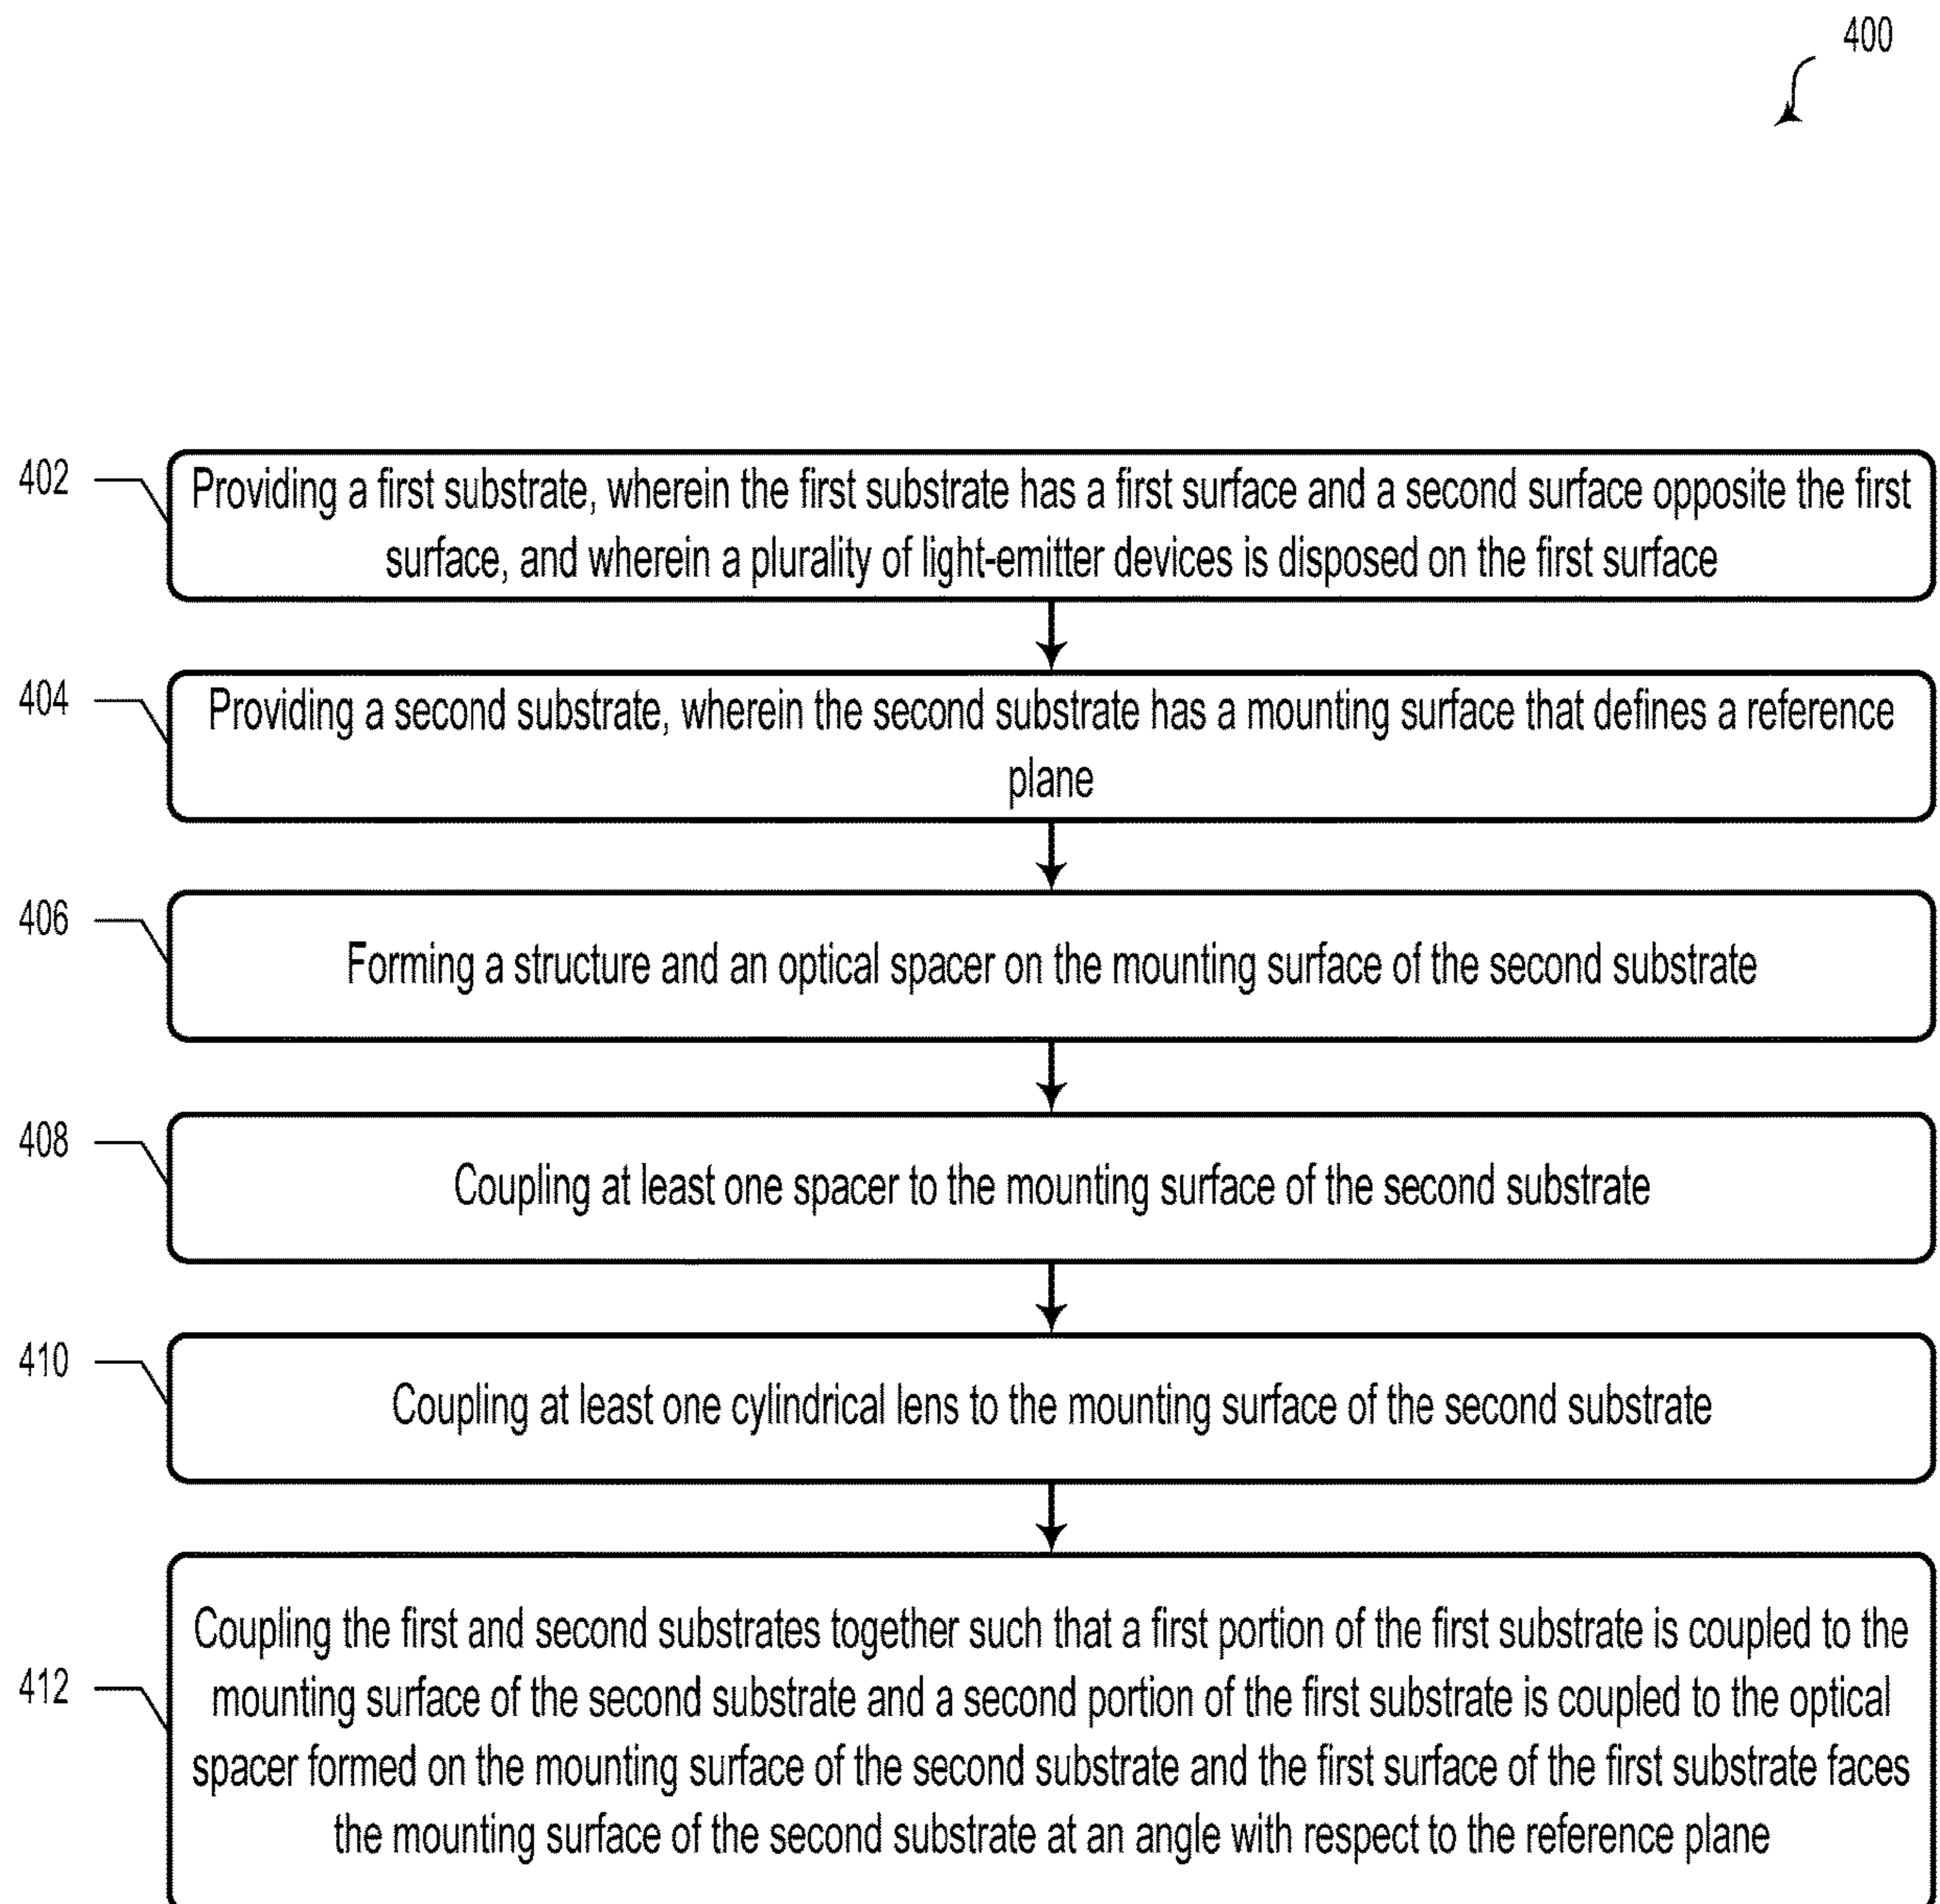 400
402
Providing a first substrate, wherein the first substrate has a first surface and a second surface opposite the first
surface, and wherein a plurality of light-emitter devices is disposed on the first surface
404
Providing a second substrate, wherein the second substrate has a mounting surface that defines a reference
plane
406
Forming a structure and an optical spacer on the mounting surface of the second substrate
408
Coupling at least one spacer to the mounting surface of the second substrate
410
Coupling at least one cylindrical lens to the mounting surface of the second substrate
412
Coupling the first and second substrates together such that a first portion of the first substrate is coupled to the
mounting surface of the second substrate and a second portion of the first substrate is coupled to the optical
spacer formed on the mounting surface of the second substrate and the first surface of the first substrate faces
the mounting surface of the second substrate at an angle with respect to the reference plane